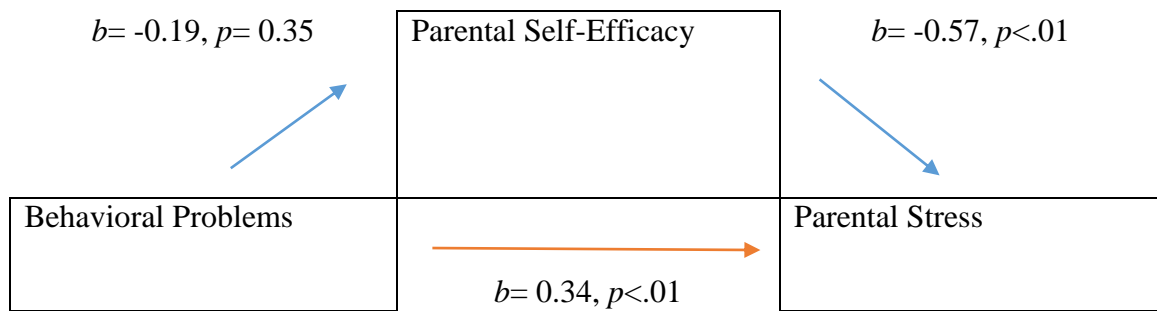 b= -0.19, p= 0.35
Parental Self-Efficacy
b= -0.57, p<.01
Behavioral Problems
Parental Stress
b= 0.34, p<.01